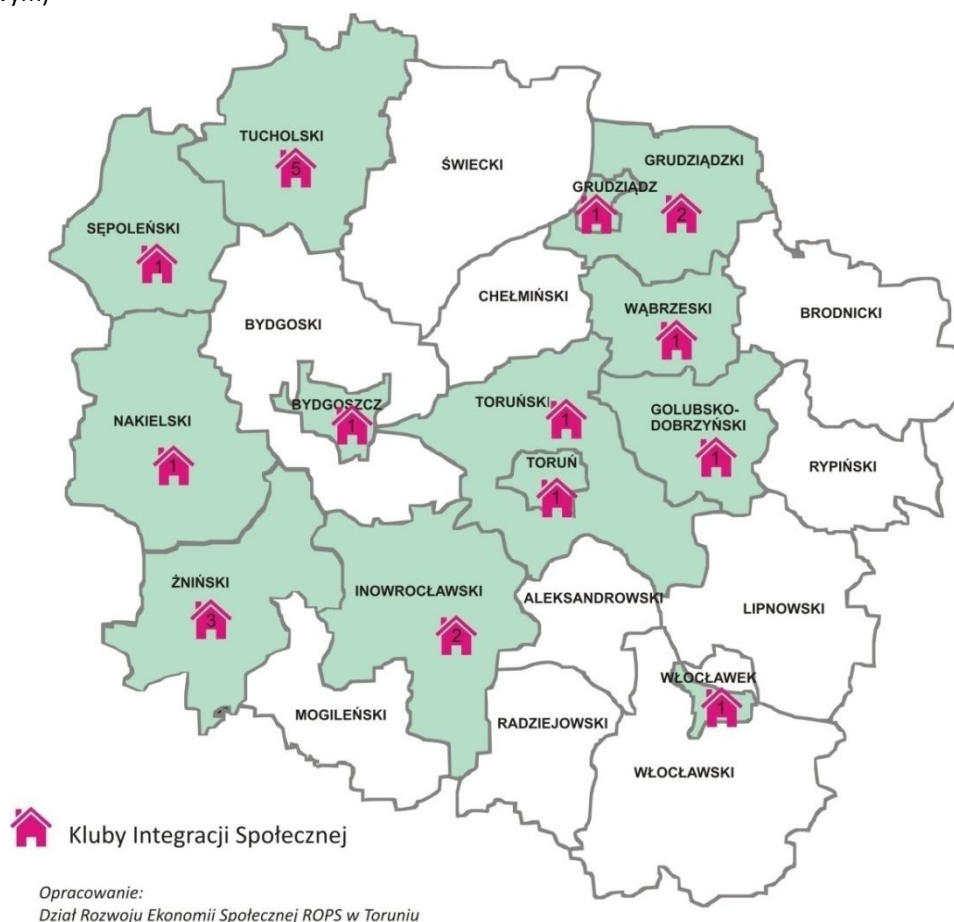 TUCHOLSKI
5
ŚWIECKI
GRUDZIĄDZKI
GRUDZIĄDZ
1
2
SĘPOLEŃSKI
1
CHEŁMIŃSKI
WĄBRZESKI
1
BRODNICKI
BYDGOSKI
BYDGOSZCZ
1
TORUŃSKI
1
GOLUBSKO-
DOBRZYŃSKI
1
NAKIELSKI
1
TORUŃ
1
RYPIŃSKI
ŻNIŃSKI
3
INOWROCŁAWSKI
2
ALEKSANDROWSKI
LIPNOWSKI
WŁOCŁAWEK
1
MOGILEŃSKI
RADZIEJOWSKI
WŁOCŁAWSKI
Kluby Integracji Społecznej
Opracowanie:
Dział Rozwoju Ekonomii Społecznej ROPS w Toruniu